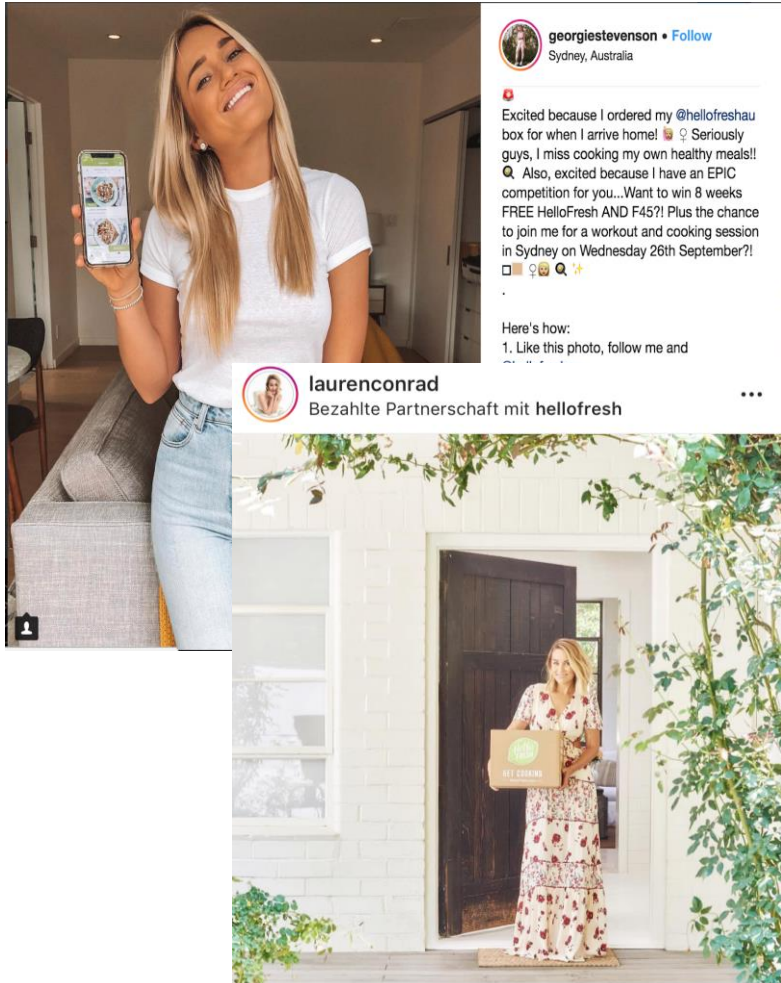 georgiestevenson • Follow
Sydney, Australia
Excited because I ordered my @hellofreshau
box for when I arrive home! 🙆🏼 ♀ Seriously
guys, I miss cooking my own healthy meals!!
🍳 Also, excited because I have an EPIC
competition for you...Want to win 8 weeks
FREE HelloFresh AND F45?! Plus the chance
to join me for a workout and cooking session
in Sydney on Wednesday 26th September?!
.
Here's how:
1. Like this photo, follow me and
laurenconrad
Bezahlte Partnerschaft mit hellofresh
HELLO
FRESH
GET COOKING